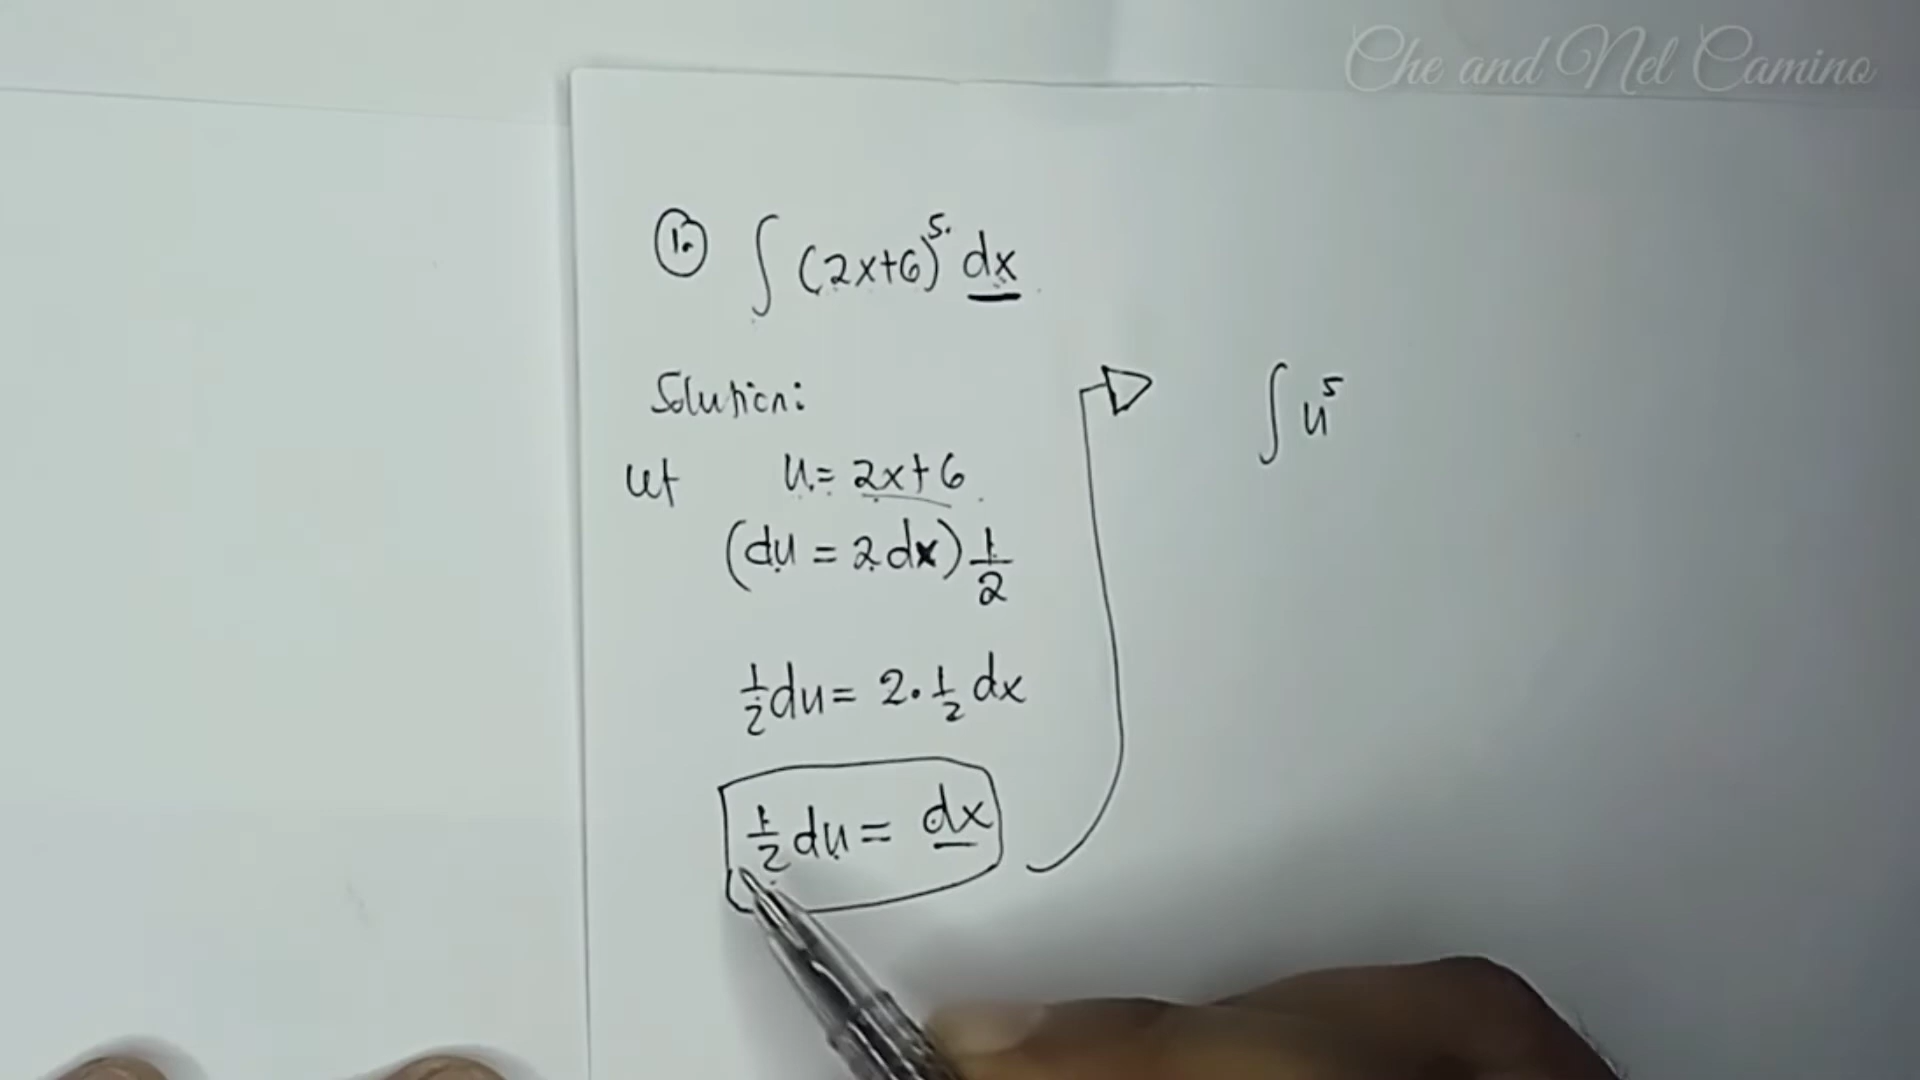 Che and Nel Camino
1. ∫ (2x+6)^5 dx
Solution:
let u = 2x+6
(du = 2dx) 1/2
1/2 du = 2 · 1/2 dx
1/2 du = dx
∫ u^5